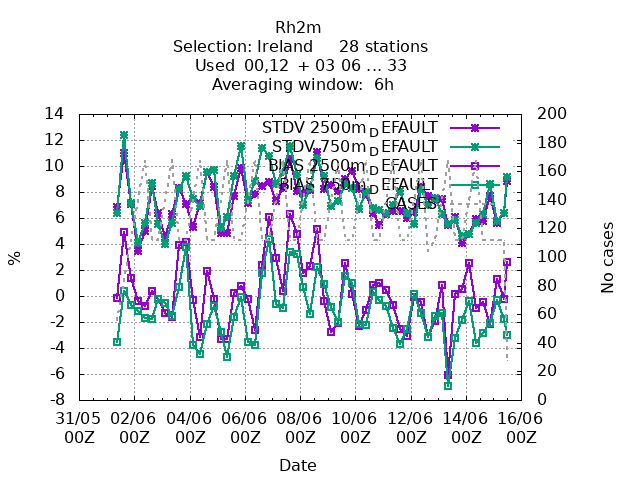 Rh2m
Selection: Ireland 28 stations
Used 00,12 + 03 06 ... 33
Averaging window: 6h
14
12
10
8
6
4
2
0
-2
-4
-6
-8
%
200
180
160
140
120
100
80
60
40
20
0
No cases
STDV 2500m_DEFAULT
STDV 750m_DEFAULT
BIAS 2500m_DEFAULT
BIAS 750m_DEFAULT
CASES
31/05 02/06 04/06 06/06 08/06 10/06 12/06 14/06 16/06
00Z 00Z 00Z 00Z 00Z 00Z 00Z 00Z 00Z
Date